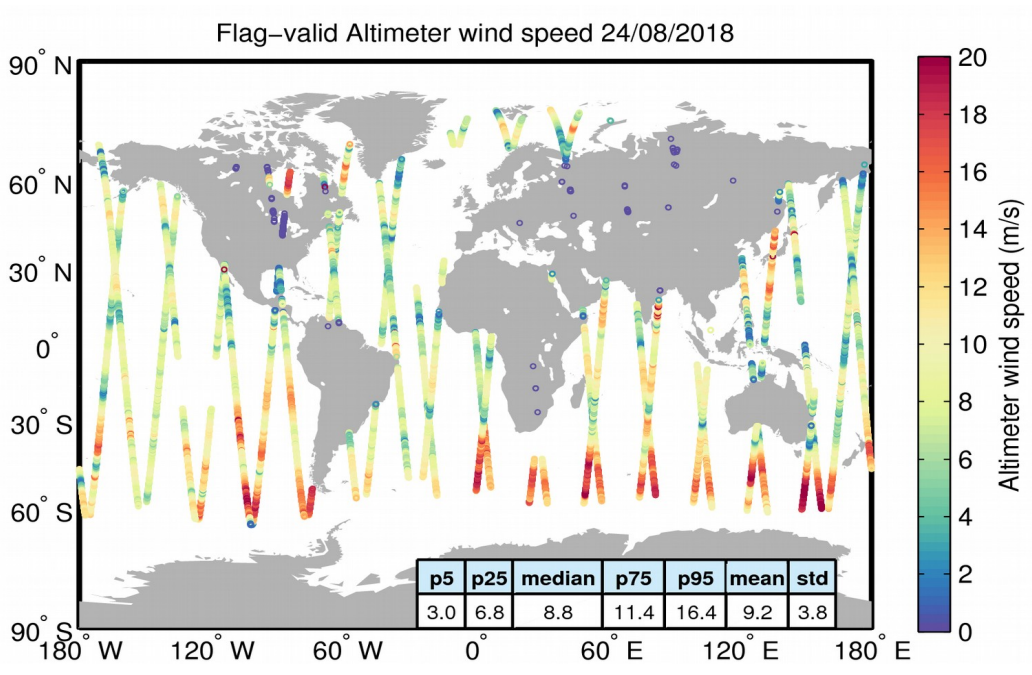 Flag−valid Altimeter wind speed 24/08/2018
90° N
60° N
30° N
0°
30° S
60° S
90° S
180° W
120° W
60° W
0°
60° E
120° E
180° E
p5 p25 median p75 p95 mean std
3.0 6.8 8.8 11.4 16.4 9.2 3.8
20
18
16
14
12
10
8
6
4
2
0
Altimeter wind speed (m/s)